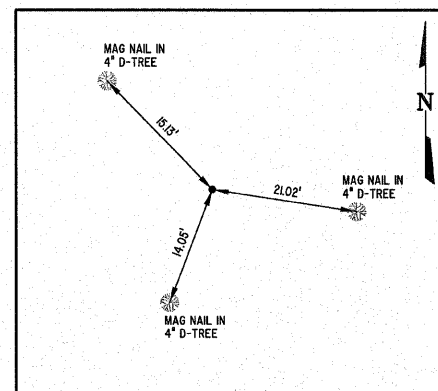 MAG NAIL IN
4" D-TREE
N
15.13'
21.02'
MAG NAIL IN
4" D-TREE
14.05'
MAG NAIL IN
4" D-TREE